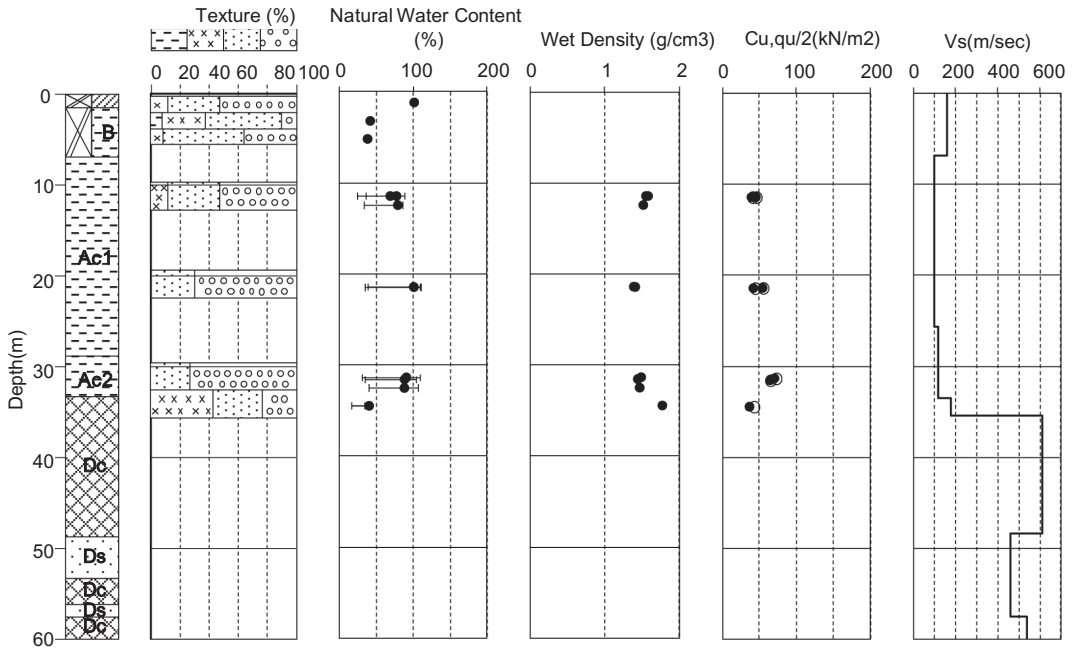 Texture (%)
Natural Water Content
(%)
Wet Density (g/cm3)
Cu,qu/2(kN/m2)
Vs(m/sec)
0 20 40 60 80 100
0 100 200
0 1 2
0 100 200
0 200 400 600
Depth(m)
0
10
20
30
40
50
60
B
Ac1
Ac2
Dc
Ds
Dc
Ds
Dc